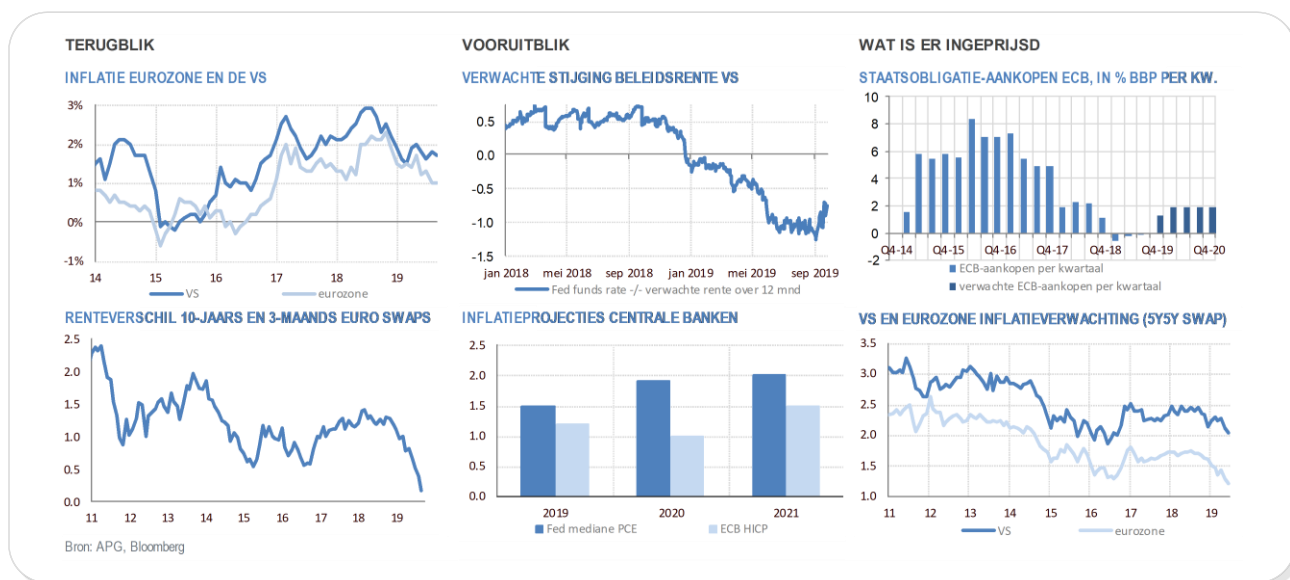 TERUGBLIK
VOORUITBLIK
WAT IS ER INGEPRIJSD
INFLATIE EUROZONE EN DE VS
3%
2%
1%
0%
-1%
14 15 16 17 18 19
VS eurozone
VERWACHTE STIJGING BELEIDSRENTE VS
0.5
0.0
-0.5
-1.0
-1.5
jan 2018 mei 2018 sep 2018 jan 2019 mei 2019 sep 2019
Fed funds rate -/- verwachte rente over 12 mnd
STAATSOBLIGATIE-AANKOPEN ECB, IN % BBP PER KW.
10
8
6
4
2
0
-2
Q4-14 Q4-15 Q4-16 Q4-17 Q4-18 Q4-19 Q4-20
ECB-aankopen per kwartaal
verwachte ECB-aankopen per kwartaal
RENTEVERSCHIL 10-JAARS EN 3-MAANDS EURO SWAPS
2.5
2.0
1.5
1.0
0.5
0.0
11 12 13 14 15 16 17 18 19
INFLATIEPROJECTIES CENTRALE BANKEN
2.5
2.0
1.5
1.0
0.5
0.0
2019 2020 2021
Fed mediane PCE ECB HICP
VS EN EUROZONE INFLATIEVERWACHTING (5Y5Y SWAP)
3.5
3.0
2.5
2.0
1.5
1.0
11 12 13 14 15 16 17 18 19
VS eurozone
Bron: APG, Bloomberg